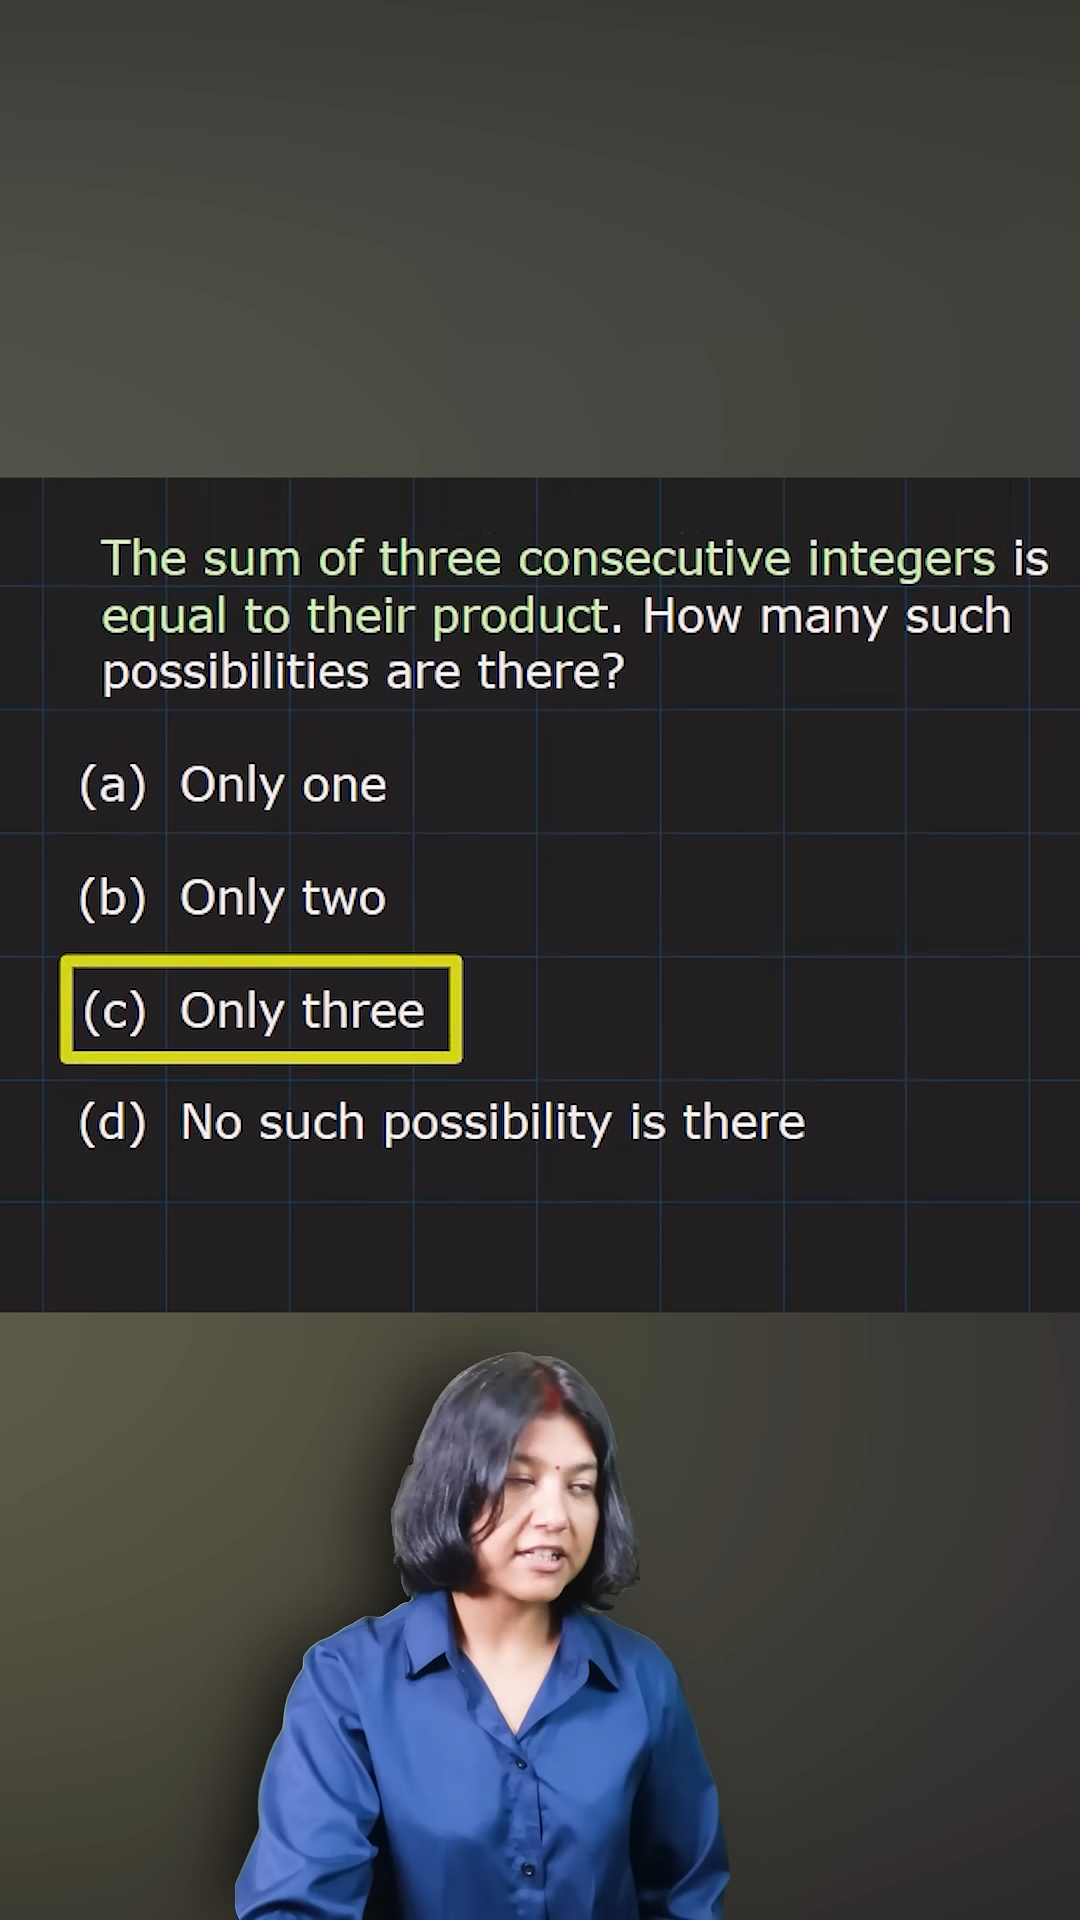 The sum of three consecutive integers is
equal to their product. How many such
possibilities are there?
(a) Only one
(b) Only two
(c) Only three
(d) No such possibility is there